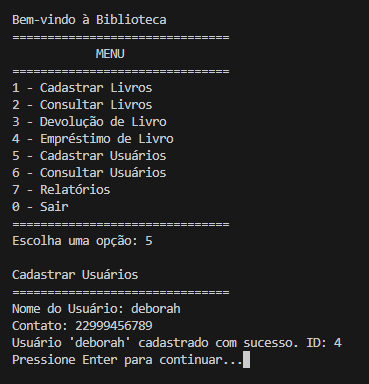 Bem-vindo à Biblioteca
===============================
MENU
===============================
1 - Cadastrar Livros
2 - Consultar Livros
3 - Devolução de Livro
4 - Empréstimo de Livro
5 - Cadastrar Usuários
6 - Consultar Usuários
7 - Relatórios
0 - Sair
===============================
Escolha uma opção: 5
Cadastrar Usuários
===============================
Nome do Usuário: deborah
Contato: 22999456789
Usuário 'deborah' cadastrado com sucesso. ID: 4
Pressione Enter para continuar...